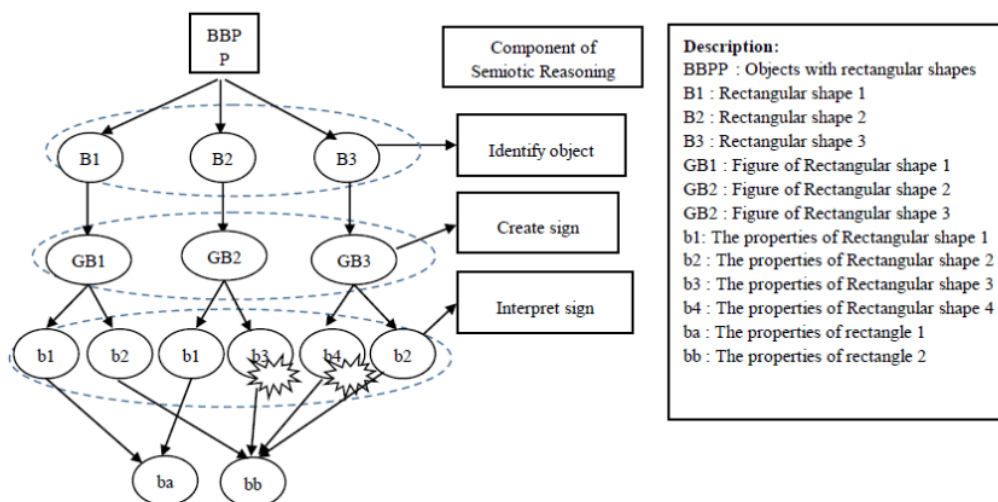 BBP
P
Component of
Semiotic Reasoning
B1
B2
B3
Identify object
GB1
GB2
GB3
Create sign
b1
b2
b1
b3
b4
b2
Interpret sign
ba
bb
Description:
BBPP : Objects with rectangular shapes
B1 : Rectangular shape 1
B2 : Rectangular shape 2
B3 : Rectangular shape 3
GB1 : Figure of Rectangular shape 1
GB2 : Figure of Rectangular shape 2
GB2 : Figure of Rectangular shape 3
b1: The properties of Rectangular shape 1
b2 : The properties of Rectangular shape 2
b3 : The properties of Rectangular shape 3
b4 : The properties of Rectangular shape 4
ba : The properties of rectangle 1
bb : The properties of rectangle 2